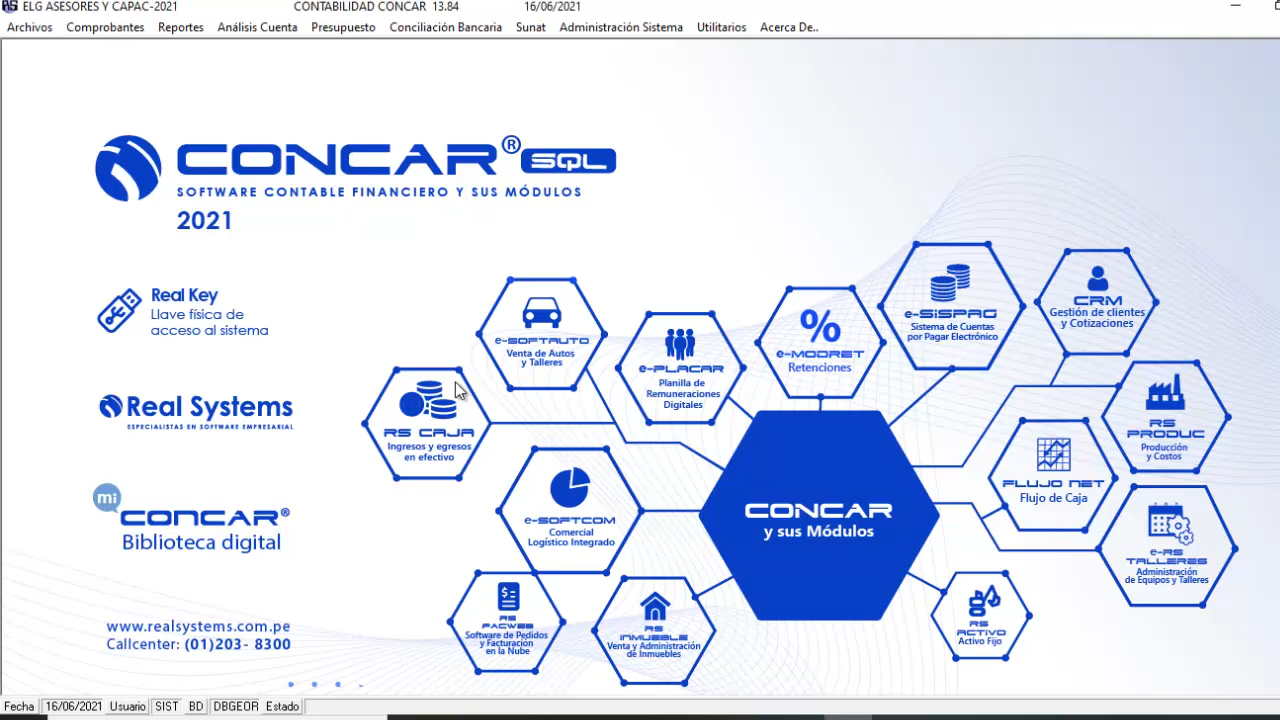 ELG ASESORES Y CAPAC-2021 CONTABILIDAD CONCAR 13.84 16/06/2021
Archivos Comprobantes Reportes Análisis Cuenta Presupuesto Conciliación Bancaria Sunat Administración Sistema Utilitarios Acerca De..
CONCAR® SQL
SOFTWARE CONTABLE FINANCIERO Y SUS MÓDULOS
2021
Real Key
Llave física de
acceso al sistema
Real Systems
ESPECIALISTAS EN SOFTWARE EMPRESARIAL
mi
CONCAR®
Biblioteca digital
www.realsystems.com.pe
Callcenter: (01)203- 8300
e-SOFTAUTO
Venta de Autos
y Talleres
e-PLACAR
Planilla de
Remuneraciones
Digitales
%
e-MODRET
Retenciones
e-SISPAG
Sistema de Cuentas
por Pagar Electrónico
CRM
Gestión de clientes
y Cotizaciones
RS CAJA
Ingresos y egresos
en efectivo
RS
PRODUC
Producción
y Costos
FLUJO NET
Flujo de Caja
e-SOFTCOM
Comercial
Logístico Integrado
CONCAR
y sus Módulos
e-RS
TALLERES
Administración
de Equipos y Talleres
RS
FACWEB
Software de Pedidos
y Facturación
en la Nube
RS
INMUEBLE
Venta y Administración
de Inmuebles
RS
ACTIVO
Activo Fijo
Fecha 16/06/2021 Usuario SIST BD DBGEOR Estado